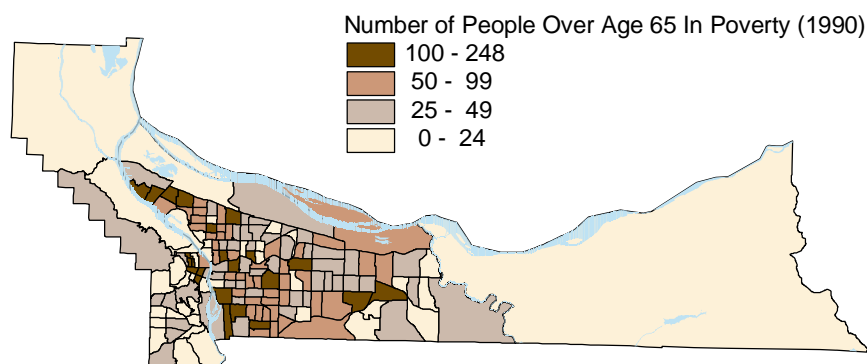 Number of People Over Age 65 In Poverty (1990)
100 - 248
50 - 99
25 - 49
0 - 24